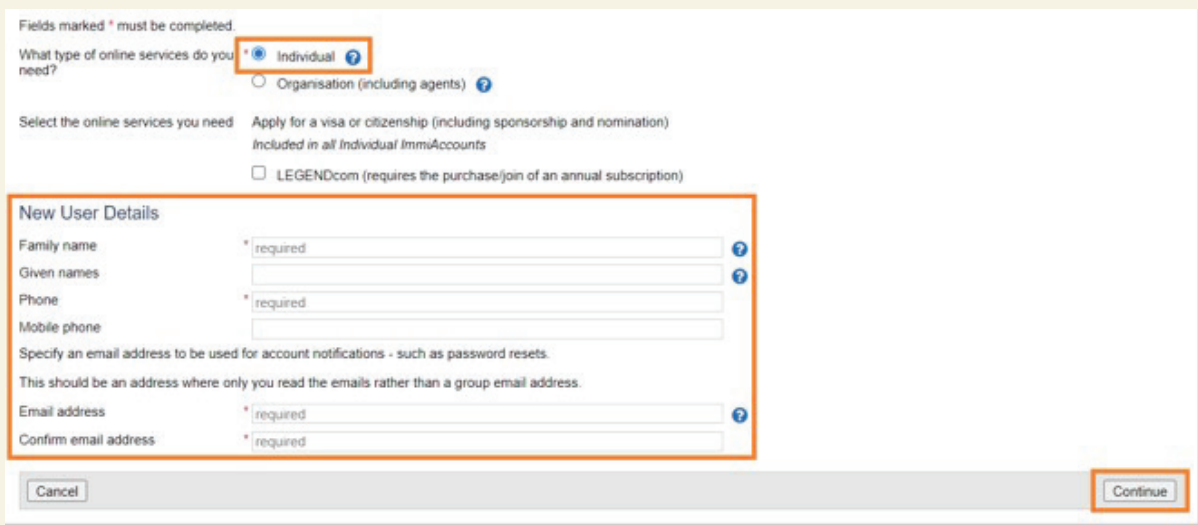 Fields marked * must be completed.
What type of online services do you need?
* Individual ?
Organisation (including agents) ?
Select the online services you need
Apply for a visa or citizenship (including sponsorship and nomination)
Included in all Individual ImmiAccounts
LEGENDcom (requires the purchase/join of an annual subscription)
New User Details
Family name * required ?
Given names ?
Phone * required
Mobile phone
Specify an email address to be used for account notifications - such as password resets.
This should be an address where only you read the emails rather than a group email address.
Email address * required ?
Confirm email address * required
Cancel Continue